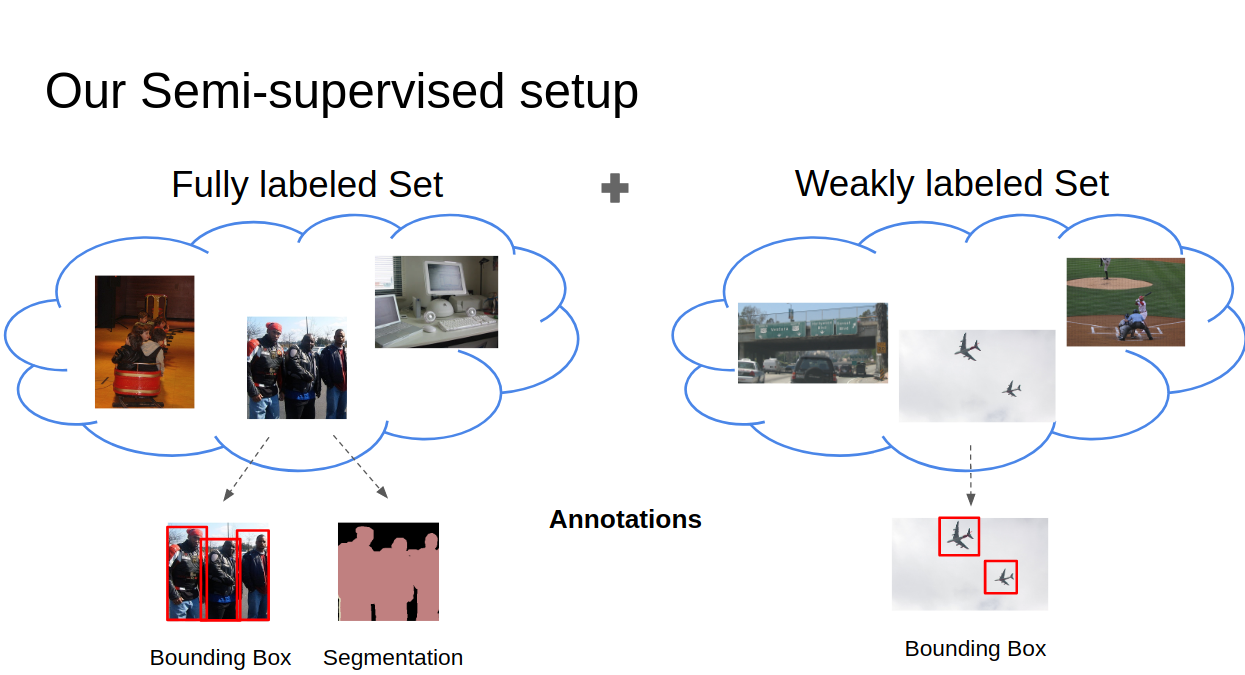 Our Semi-supervised setup
Fully labeled Set
Weakly labeled Set
Annotations
Bounding Box
Segmentation
Bounding Box